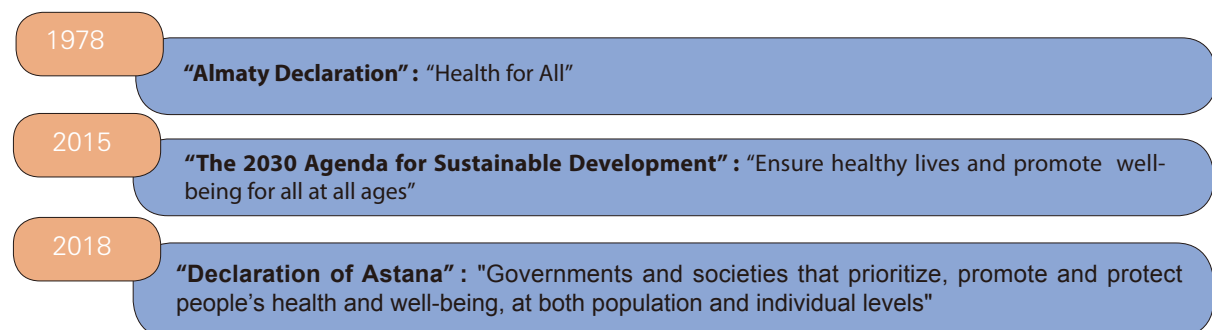 1978
“Almaty Declaration” : “Health for All”
2015
“The 2030 Agenda for Sustainable Development” : “Ensure healthy lives and promote well-
being for all at all ages”
2018
“Declaration of Astana” : "Governments and societies that prioritize, promote and protect
people’s health and well-being, at both population and individual levels"